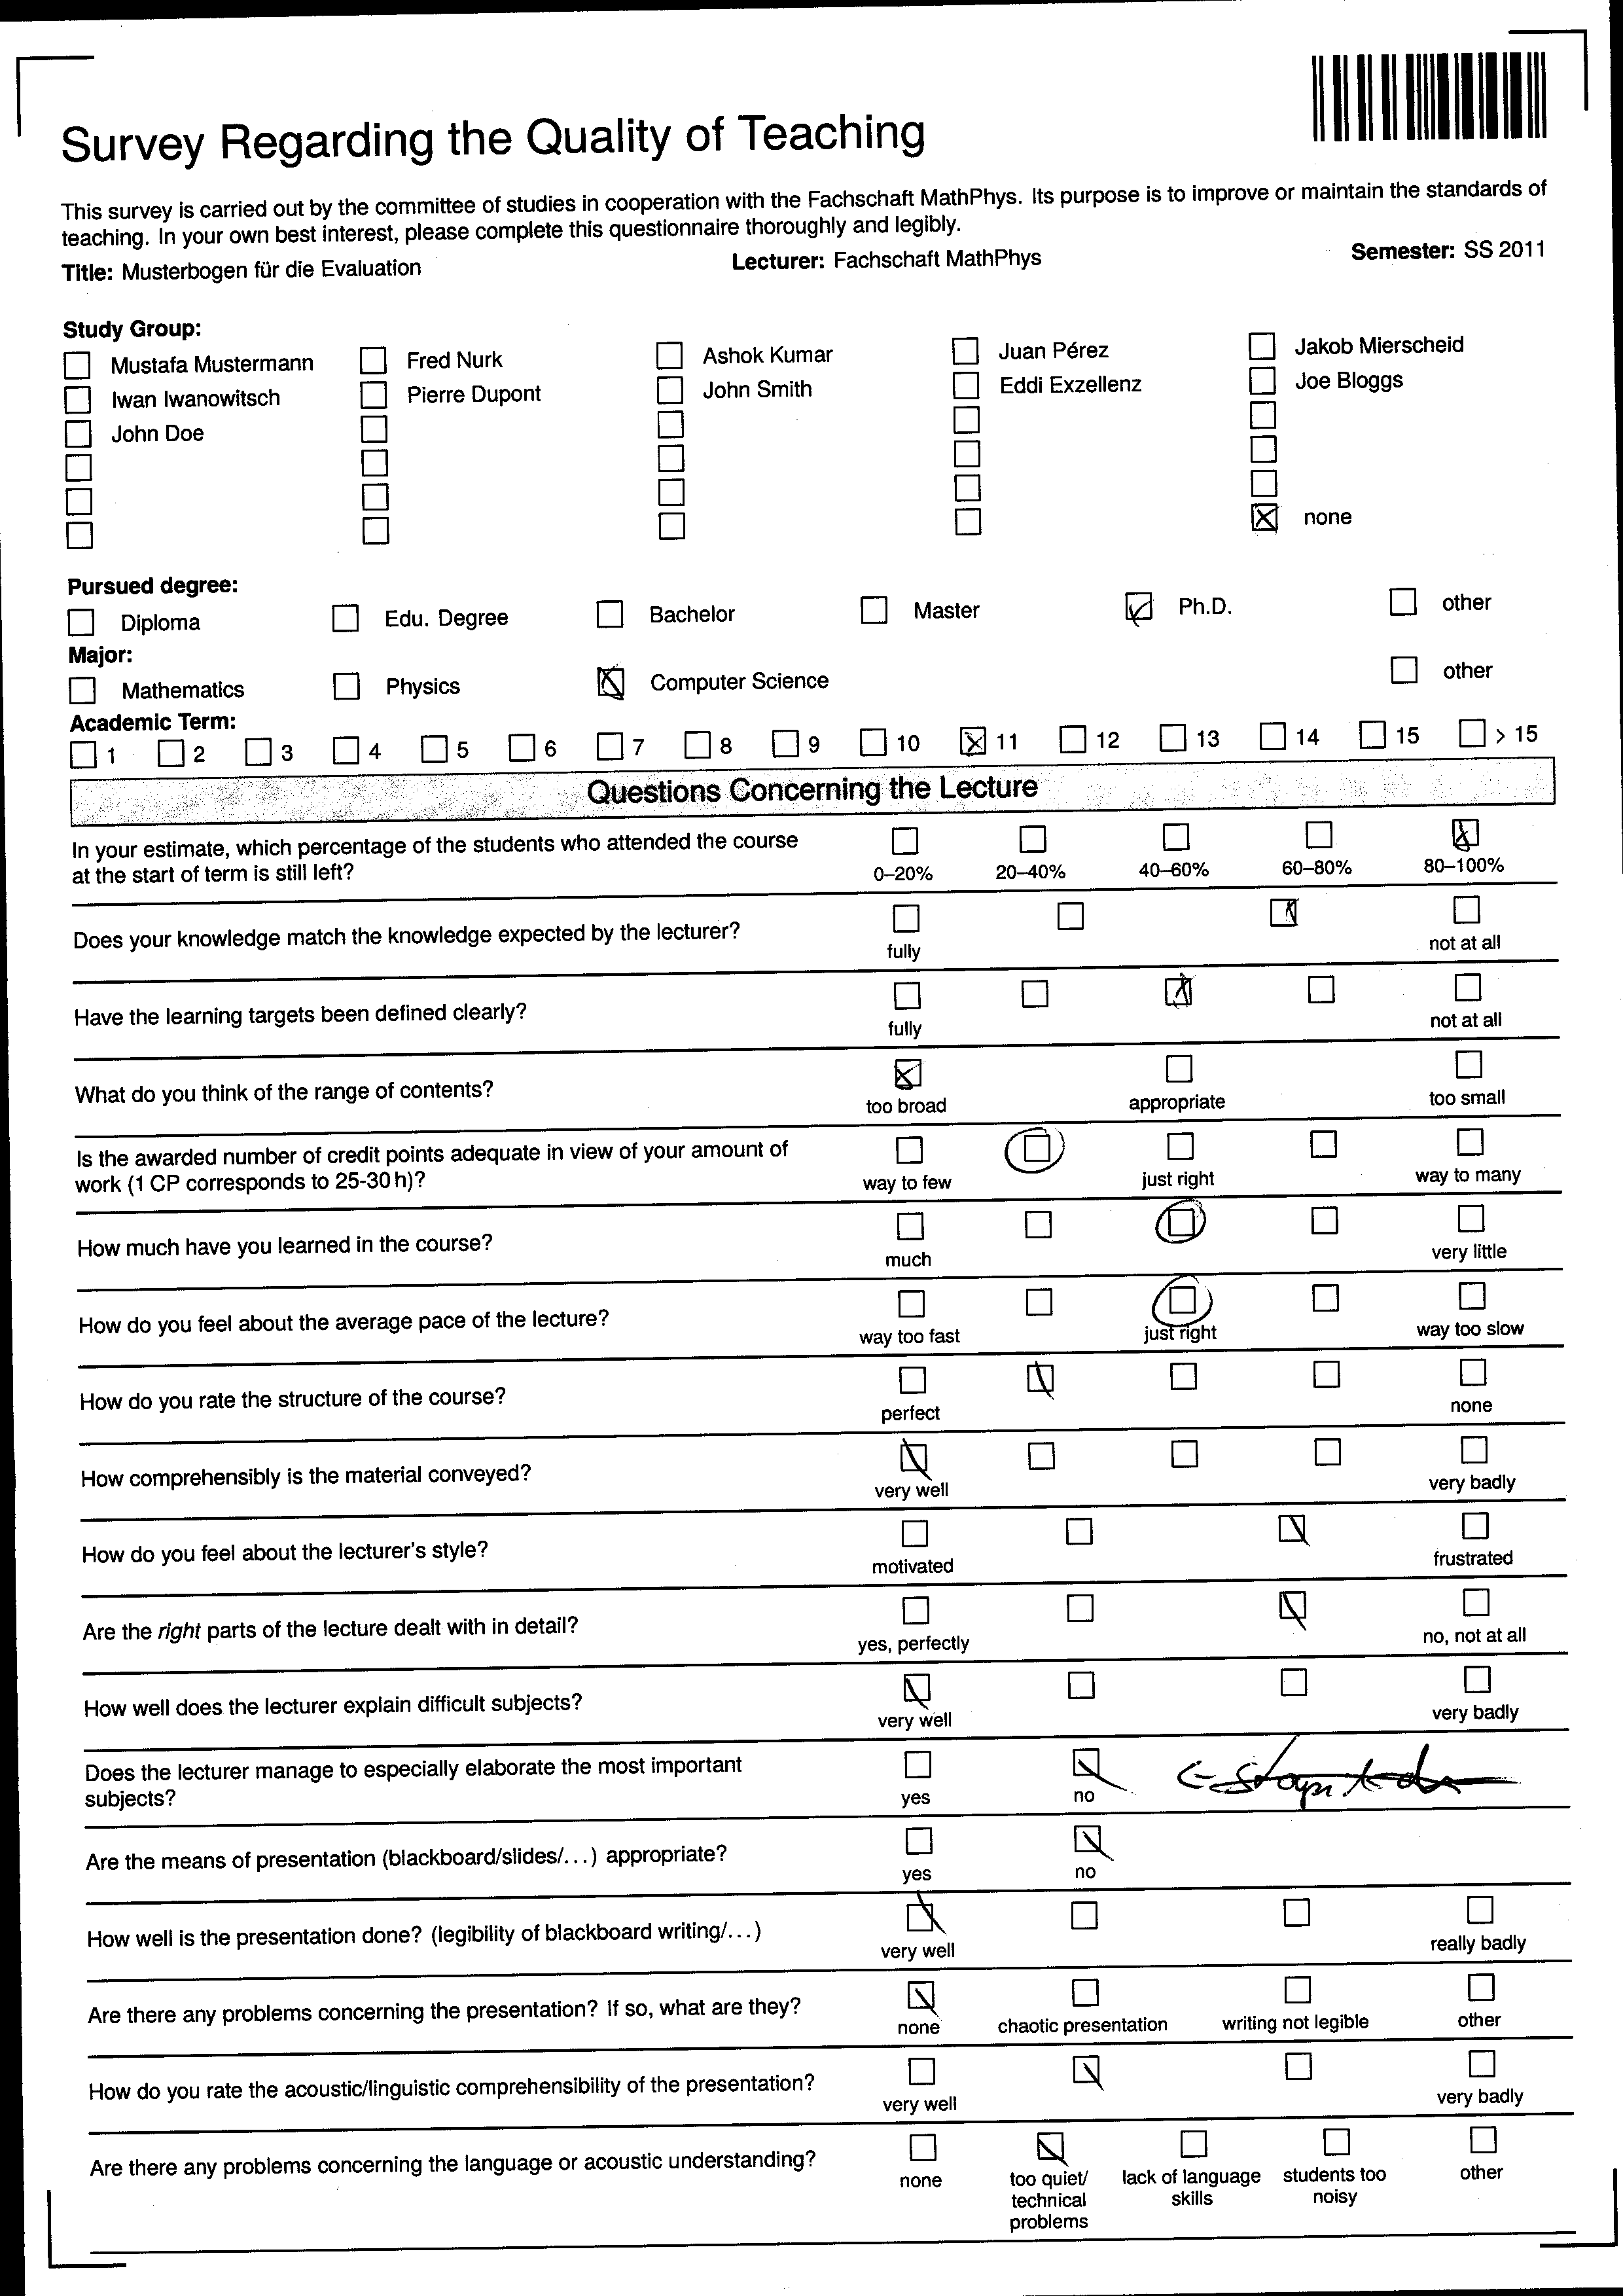 Survey Regarding the Quality of Teaching
This survey is carried out by the committee of studies in cooperation with the Fachschaft MathPhys. Its purpose is to improve or maintain the standards of
teaching. In your own best interest, please complete this questionnaire thoroughly and legibly.
Title: Musterbogen für die Evaluation Lecturer: Fachschaft MathPhys Semester: SS 2011
Study Group:
Mustafa Mustermann Fred Nurk Ashok Kumar Juan Pérez Jakob Mierscheid
Iwan Iwanowitsch Pierre Dupont John Smith Eddi Exzellenz Joe Bloggs
John Doe
none
Pursued degree:
Diploma Edu. Degree Bachelor Master Ph.D. other
Major:
Mathematics Physics Computer Science other
Academic Term:
1 2 3 4 5 6 7 8 9 10 11 12 13 14 15 > 15
Questions Concerning the Lecture
In your estimate, which percentage of the students who attended the course
at the start of term is still left?
0–20% 20–40% 40–60% 60–80% 80–100%
Does your knowledge match the knowledge expected by the lecturer?
fully not at all
Have the learning targets been defined clearly?
fully not at all
What do you think of the range of contents?
too broad appropriate too small
Is the awarded number of credit points adequate in view of your amount of
work (1 CP corresponds to 25-30 h)?
way to few just right way to many
How much have you learned in the course?
much very little
How do you feel about the average pace of the lecture?
way too fast just right way too slow
How do you rate the structure of the course?
perfect none
How comprehensibly is the material conveyed?
very well very badly
How do you feel about the lecturer's style?
motivated frustrated
Are the right parts of the lecture dealt with in detail?
yes, perfectly no, not at all
How well does the lecturer explain difficult subjects?
very well very badly
Does the lecturer manage to especially elaborate the most important
subjects?
yes no
Are the means of presentation (blackboard/slides/...) appropriate?
yes no
How well is the presentation done? (legibility of blackboard writing/...)
very well really badly
Are there any problems concerning the presentation? If so, what are they?
none chaotic presentation writing not legible other
How do you rate the acoustic/linguistic comprehensibility of the presentation?
very well very badly
Are there any problems concerning the language or acoustic understanding?
none too quiet/ lack of language students too other
technical skills noisy
problems